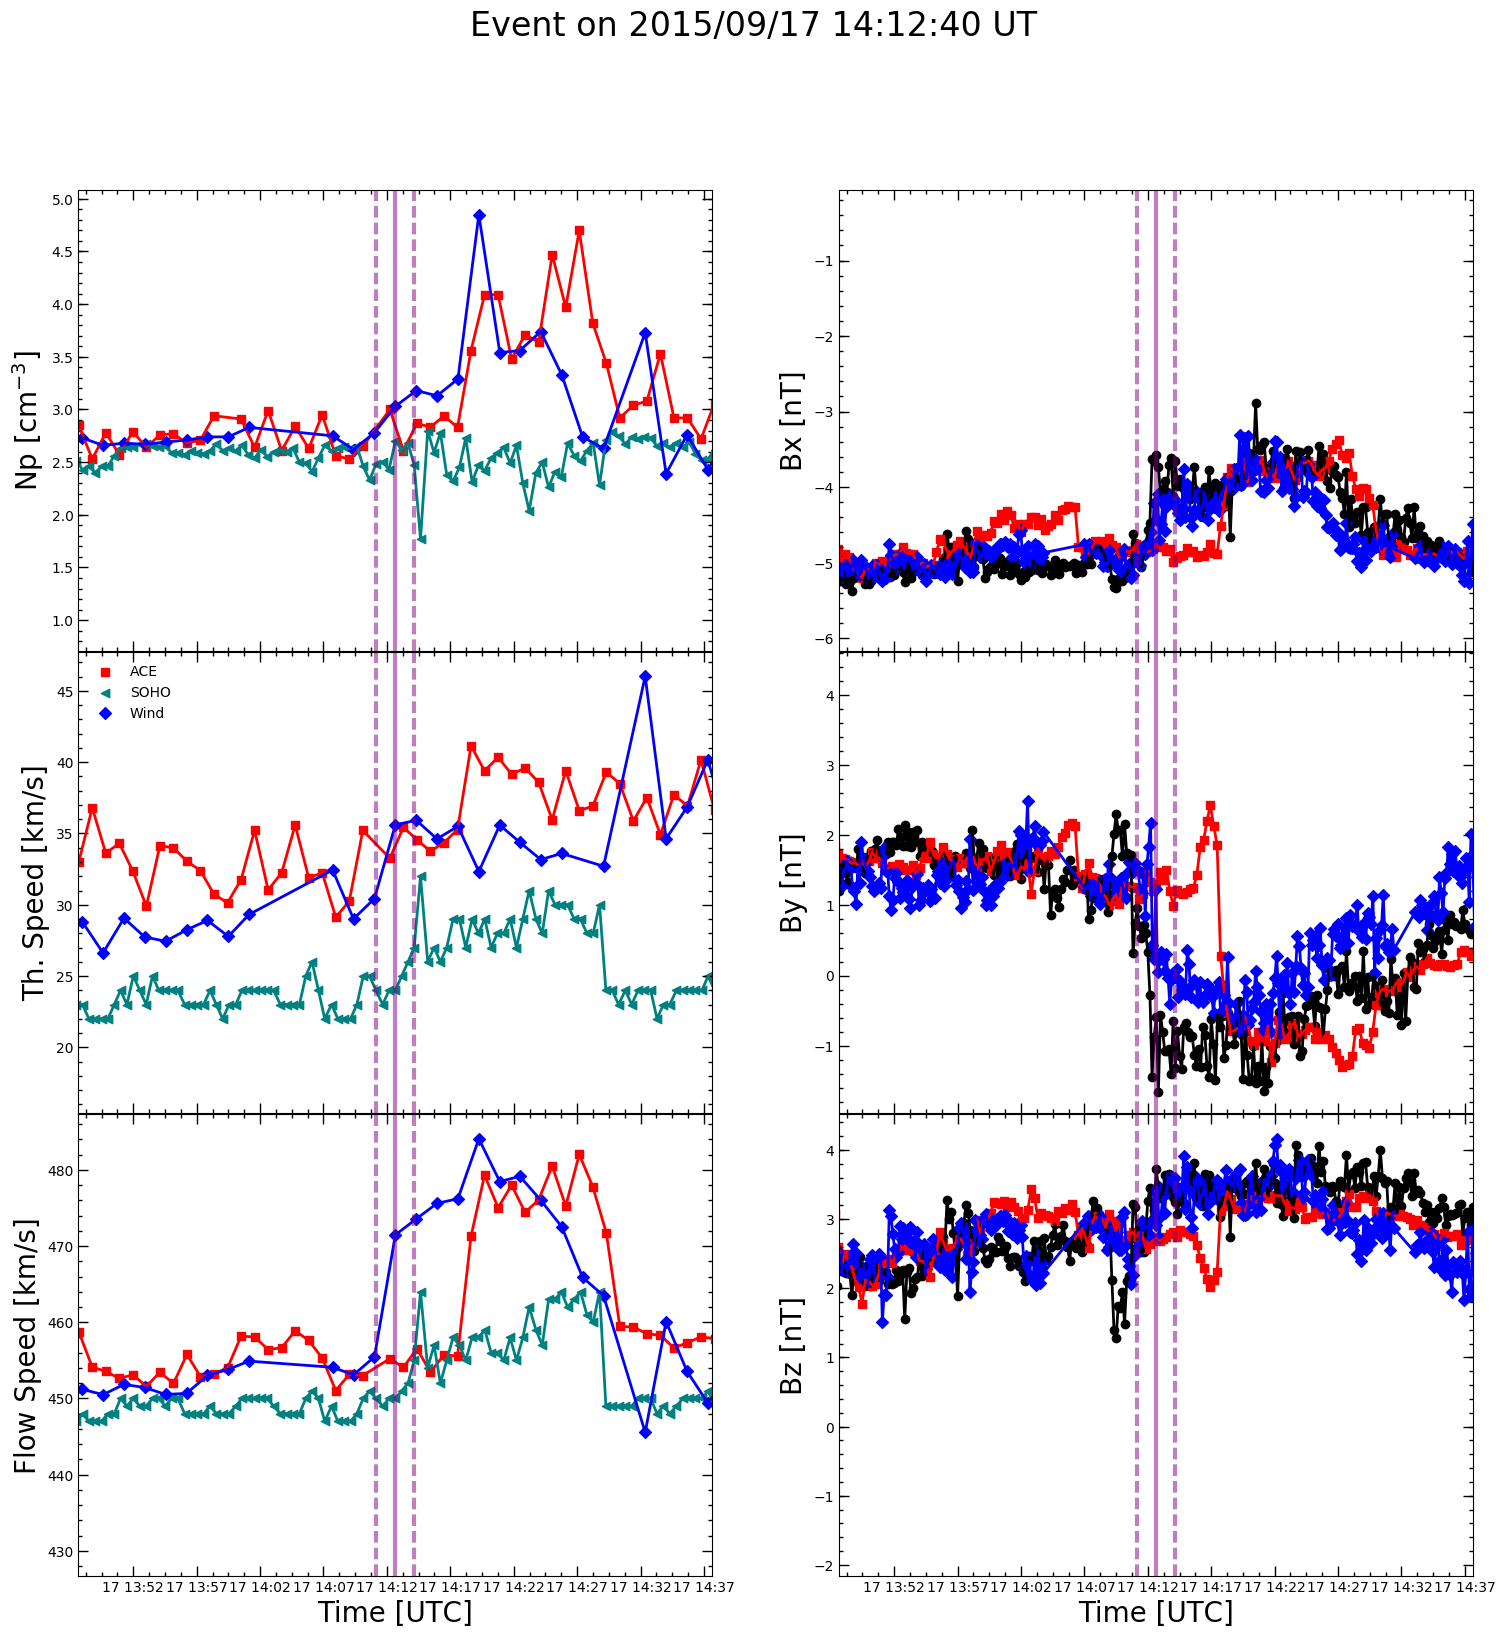 Event on 2015/09/17 14:12:40 UT
5.0
4.5
4.0
3.5
3.0
2.5
2.0
1.5
1.0
Np [cm⁻³]
ACE
SOHO
Wind
45
40
35
30
25
20
Th. Speed [km/s]
480
470
460
450
440
430
Flow Speed [km/s]
17 13:52 17 13:57 17 14:02 17 14:07 17 14:12 17 14:17 17 14:22 17 14:27 17 14:32 17 14:37
Time [UTC]
−1
−2
−3
−4
−5
−6
Bx [nT]
4
3
2
1
0
−1
By [nT]
4
3
2
1
0
−1
−2
Bz [nT]
17 13:52 17 13:57 17 14:02 17 14:07 17 14:12 17 14:17 17 14:22 17 14:27 17 14:32 17 14:37
Time [UTC]